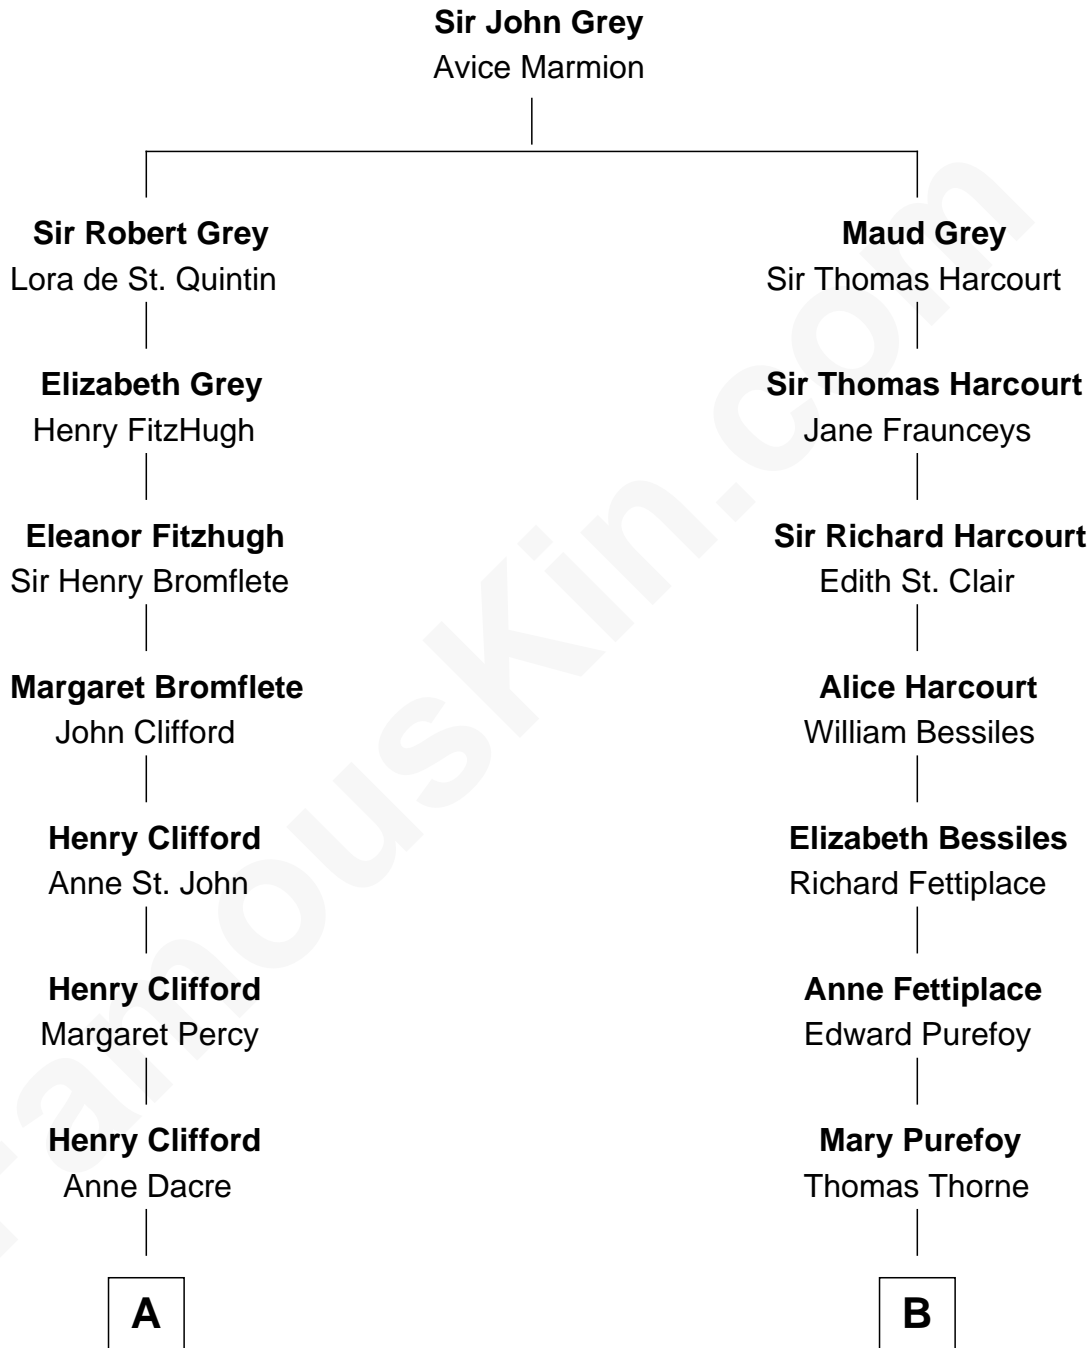 Sir John Grey
Avice Marmion
Sir Robert Grey
Lora de St. Quintin
Maud Grey
Sir Thomas Harcourt
Elizabeth Grey
Henry FitzHugh
Sir Thomas Harcourt
Jane Fraunceys
Eleanor Fitzhugh
Sir Henry Bromflete
Sir Richard Harcourt
Edith St. Clair
Margaret Bromflete
John Clifford
Alice Harcourt
William Bessiles
Henry Clifford
Anne St. John
Elizabeth Bessiles
Richard Fettiplace
Henry Clifford
Margaret Percy
Anne Fettiplace
Edward Purefoy
Henry Clifford
Anne Dacre
Mary Purefoy
Thomas Thorne
A
B
FamousKin.com